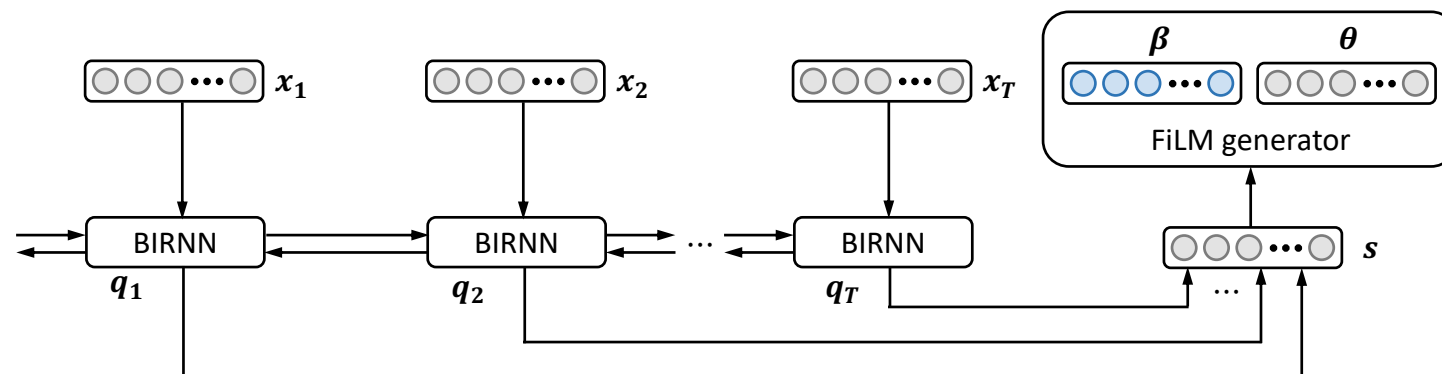 β θ
x₁ x₂ x_T
FiLM generator
BIRNN BIRNN ... BIRNN
s
q₁ q₂ q_T
...